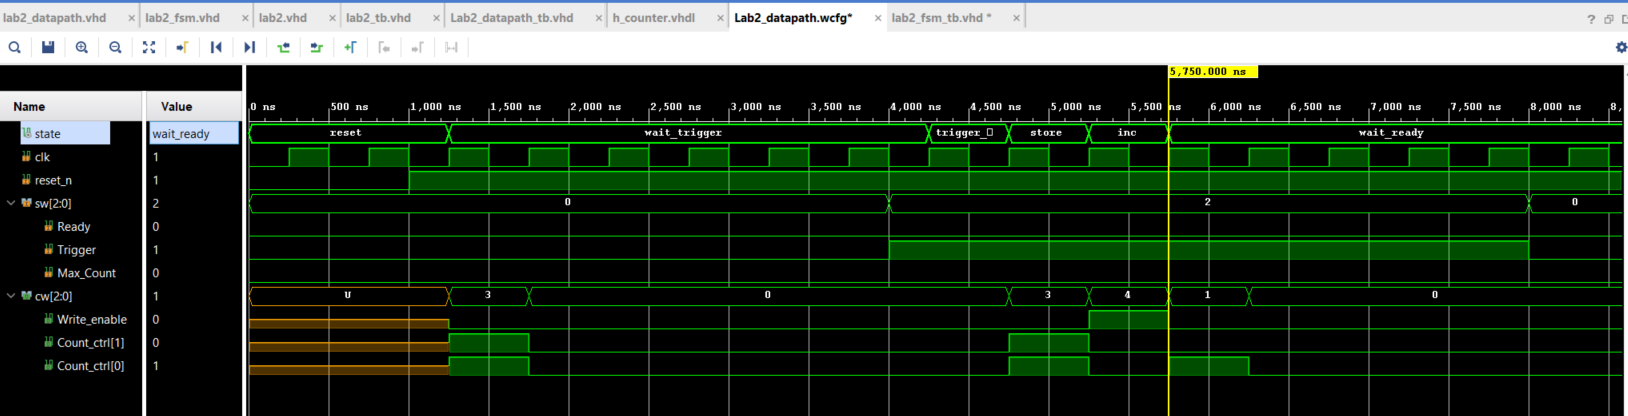 lab2_datapath.vhd × lab2_fsm.vhd × lab2.vhd × lab2_tb.vhd × Lab2_datapath_tb.vhd × h_counter.vhdl × Lab2_datapath.wcfg* × lab2_fsm_tb.vhd * ×
5,750.000 ns
Name Value 0 ns 500 ns 1,000 ns 1,500 ns 2,000 ns 2,500 ns 3,000 ns 3,500 ns 4,000 ns 4,500 ns 5,000 ns 5,500 ns 6,000 ns 6,500 ns 7,000 ns 7,500 ns 8,000 ns 8,
state wait_ready reset wait_trigger trigger_ store inc wait_ready
clk 1
reset_n 1
sw[2:0] 2 0 2 0
Ready 0
Trigger 1
Max_Count 0
cw[2:0] 1 U 3 0 3 4 1 0
Write_enable 0
Count_ctrl[1] 0
Count_ctrl[0] 1